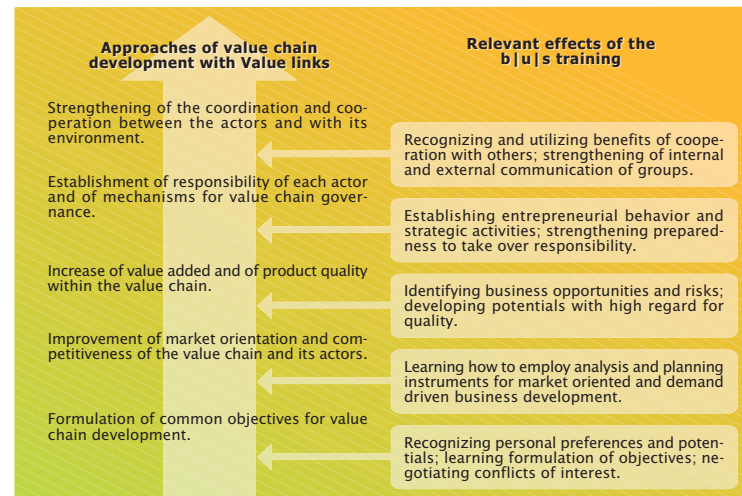 Approaches of value chain
development with Value links
Strengthening of the coordination and coo-
peration between the actors and with its
environment.
Establishment of responsibility of each actor
and of mechanisms for value chain gover-
nance.
Increase of value added and of product quality
within the value chain.
Improvement of market orientation and com-
petitiveness of the value chain and its actors.
Formulation of common objectives for value
chain development.
Relevant effects of the
b|u|s training
Recognizing and utilizing benefits of coope-
ration with others; strengthening of internal
and external communication of groups.
Establishing entrepreneurial behavior and
strategic activities; strengthening prepared-
ness to take over responsibility.
Identifying business opportunities and risks;
developing potentials with high regard for
quality.
Learning how to employ analysis and planning
instruments for market oriented and demand
driven business development.
Recognizing personal preferences and poten-
tials; learning formulation of objectives; ne-
gotiating conflicts of interest.